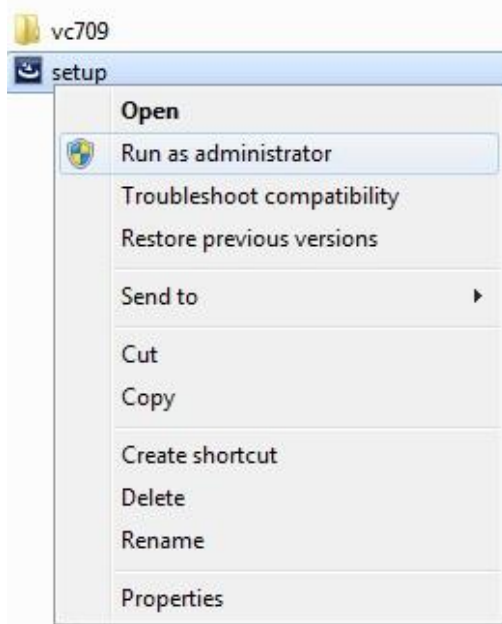 vc709
setup
Open
Run as administrator
Troubleshoot compatibility
Restore previous versions
Send to
Cut
Copy
Create shortcut
Delete
Rename
Properties